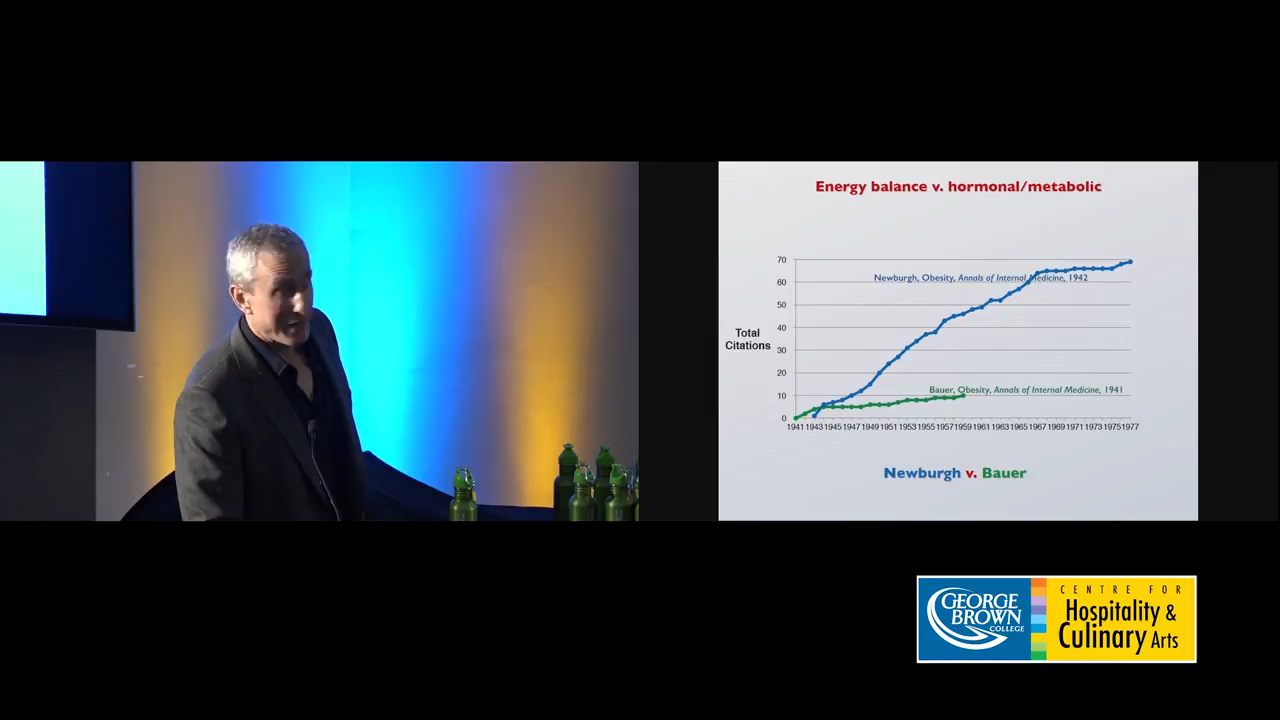 Energy balance v. hormonal/metabolic
70
Newburgh, Obesity, Annals of Internal Medicine, 1942
60
50
40
Total
Citations
30
20
Bauer, Obesity, Annals of Internal Medicine, 1941
10
0
1941 1943 1945 1947 1949 1951 1953 1955 1957 1959 1961 1963 1965 1967 1969 1971 1973 1975 1977
Newburgh v. Bauer
GEORGE
BROWN
COLLEGE
CENTRE FOR
Hospitality &
Culinary Arts